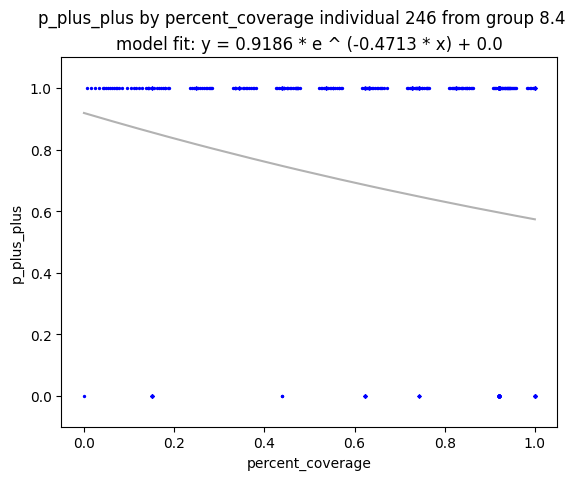 p_plus_plus by percent_coverage individual 246 from group 8.4
model fit: y = 0.9186 * e ^ (-0.4713 * x) + 0.0
1.0
0.8
0.6
0.4
0.2
0.0
p_plus_plus
0.0 0.2 0.4 0.6 0.8 1.0
percent_coverage